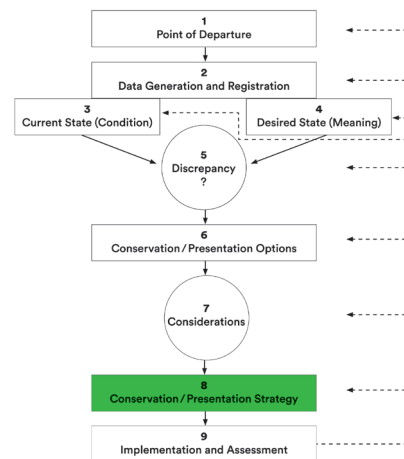 1
Point of Departure
2
Data Generation and Registration
3
Current State (Condition)
4
Desired State (Meaning)
5
Discrepancy
?
6
Conservation / Presentation Options
7
Considerations
8
Conservation / Presentation Strategy
9
Implementation and Assessment